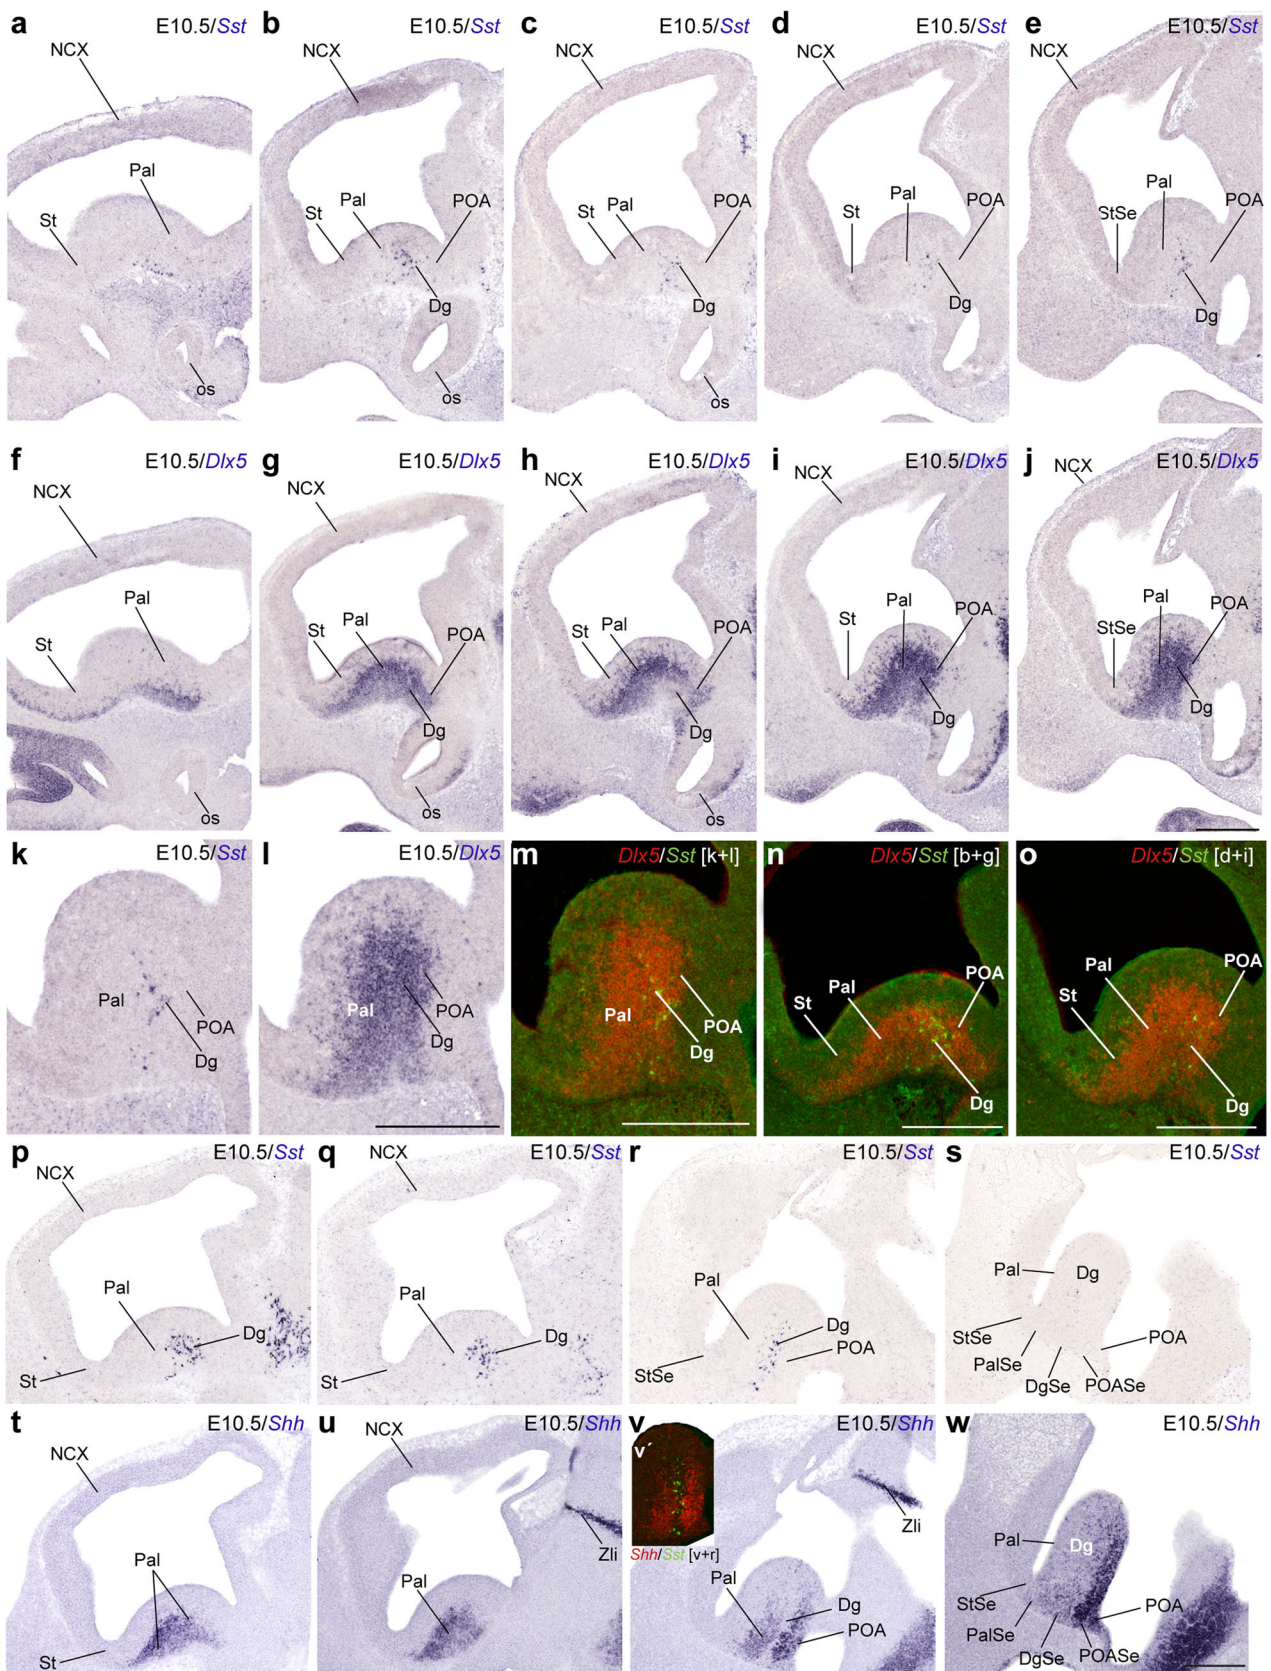 a E10.5/Sst
NCX
Pal
St
os
b E10.5/Sst
NCX
Pal
POA
St
Dg
os
c E10.5/Sst
NCX
St
Pal
POA
Dg
os
d E10.5/Sst
NCX
St
Pal
POA
Dg
e E10.5/Sst
NCX
Pal
StSe
POA
Dg
f E10.5/Dlx5
NCX
Pal
St
os
g E10.5/Dlx5
NCX
Pal
St
POA
Dg
os
h E10.5/Dlx5
NCX
St
Pal
POA
Dg
os
i E10.5/Dlx5
NCX
Pal
St
POA
Dg
j E10.5/Dlx5
NCX
Pal
StSe
POA
Dg
k E10.5/Sst
Pal
POA
Dg
l E10.5/Dlx5
Pal
POA
Dg
m Dlx5/Sst [k+l]
Pal
POA
Dg
n Dlx5/Sst [b+g]
Pal
POA
St
Dg
o Dlx5/Sst [d+i]
Pal
POA
St
Dg
p E10.5/Sst
NCX
Pal
Dg
St
q E10.5/Sst
NCX
Pal
Dg
St
r E10.5/Sst
Pal
Dg
POA
StSe
s E10.5/Sst
Pal
Dg
StSe
POA
PalSe
DgSe
POASe
t E10.5/Shh
NCX
Pal
St
u E10.5/Shh
NCX
Zli
Pal
v E10.5/Shh
v´
Zli
Shh/Sst [v+r]
Pal
Dg
POA
w E10.5/Shh
Pal
Dg
StSe
POA
PalSe
DgSe
POASe